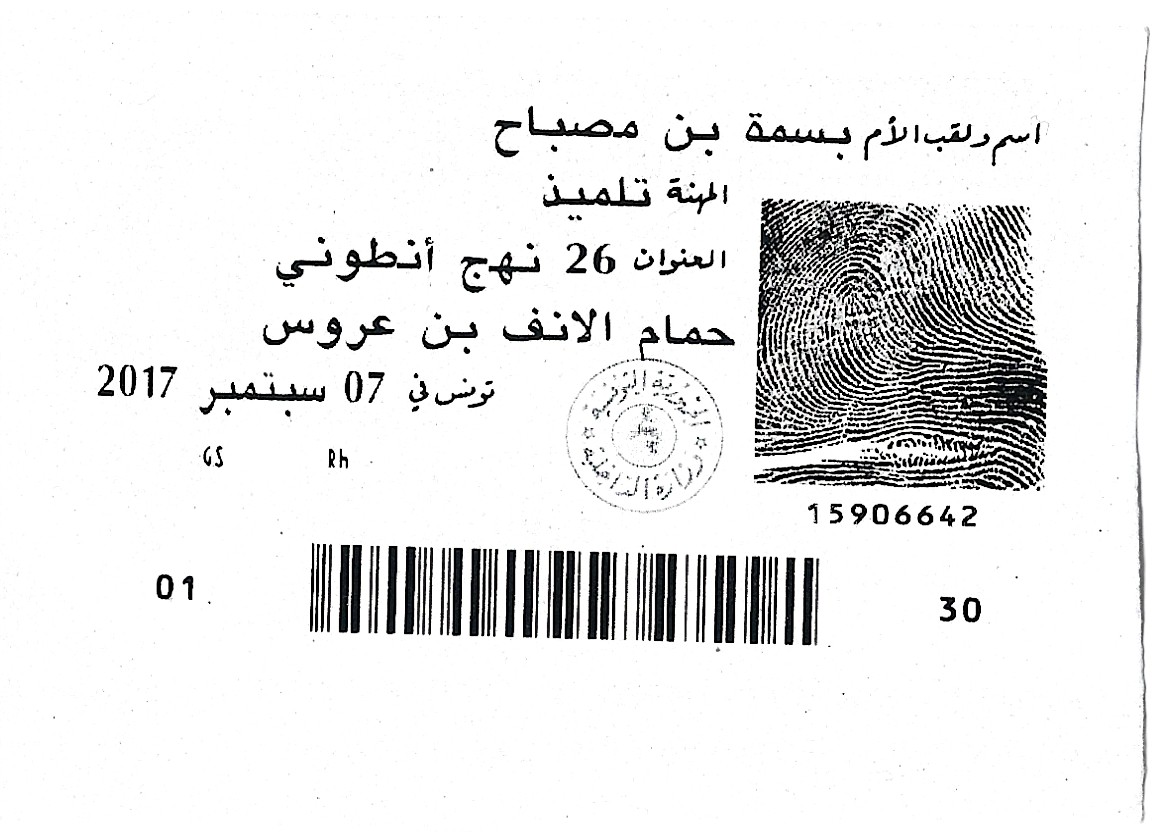 اسم ولقب الأم بسمة بن مصباح
المهنة تلميذ
العنوان 26 نهج أنطوني
حمام الانف بن عروس
تونس في 07 سبتمبر 2017
GS Rh
الجمهورية التونسية
وزارة الداخلية
15906642
01
30